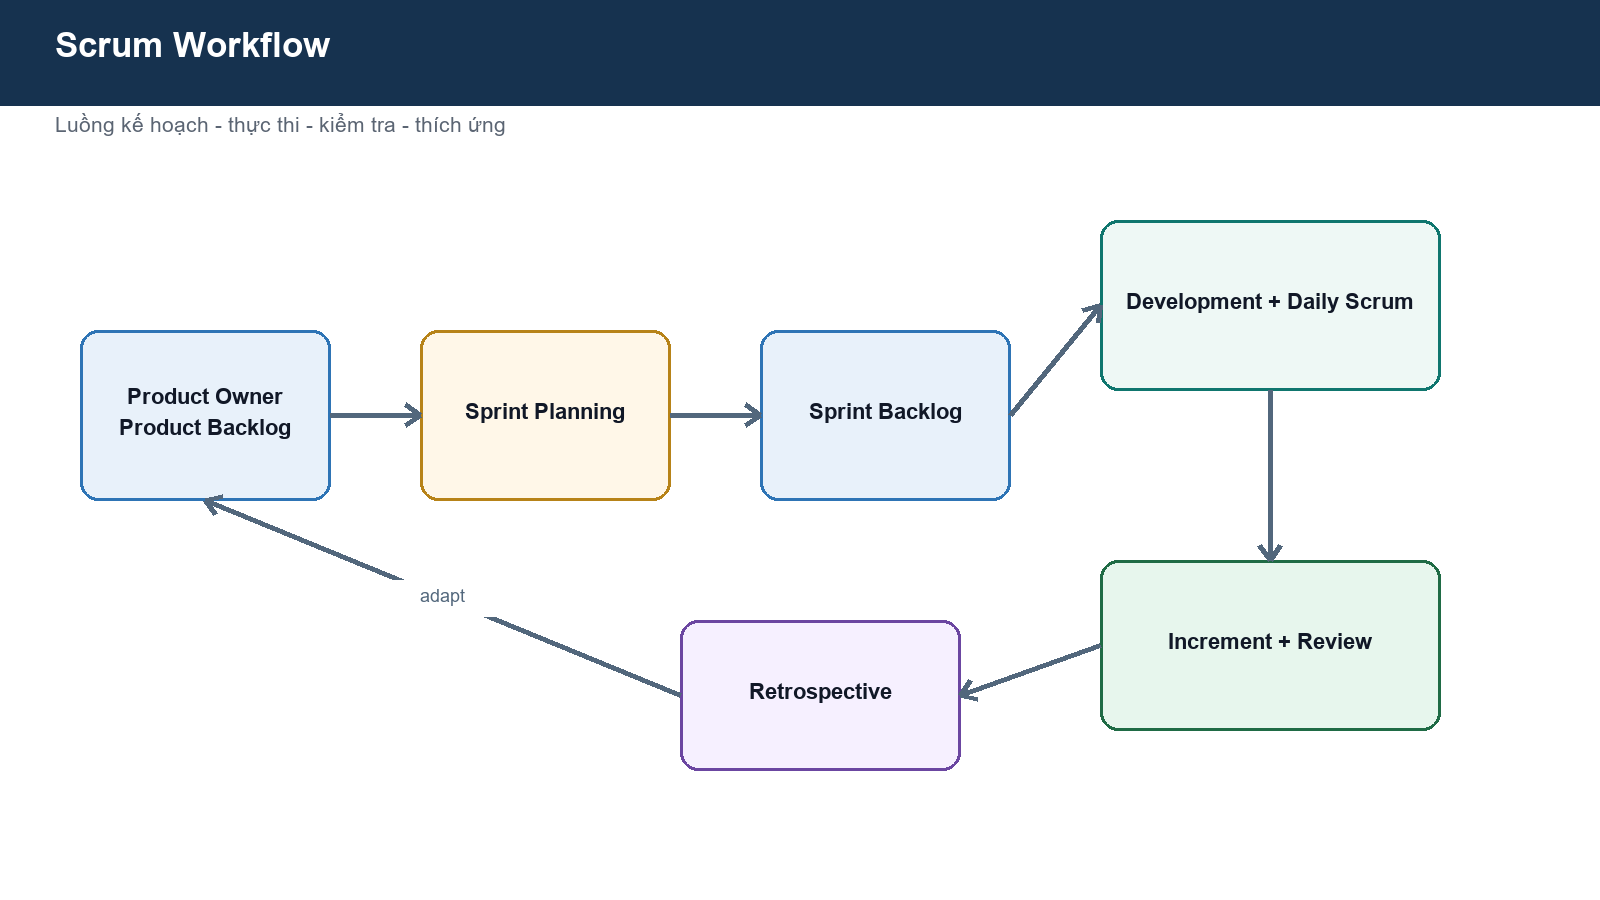 Scrum Workflow
Luồng kế hoạch - thực thi - kiểm tra - thích ứng
Product Owner
Product Backlog
Sprint Planning
Sprint Backlog
Development + Daily Scrum
Increment + Review
Retrospective
adapt